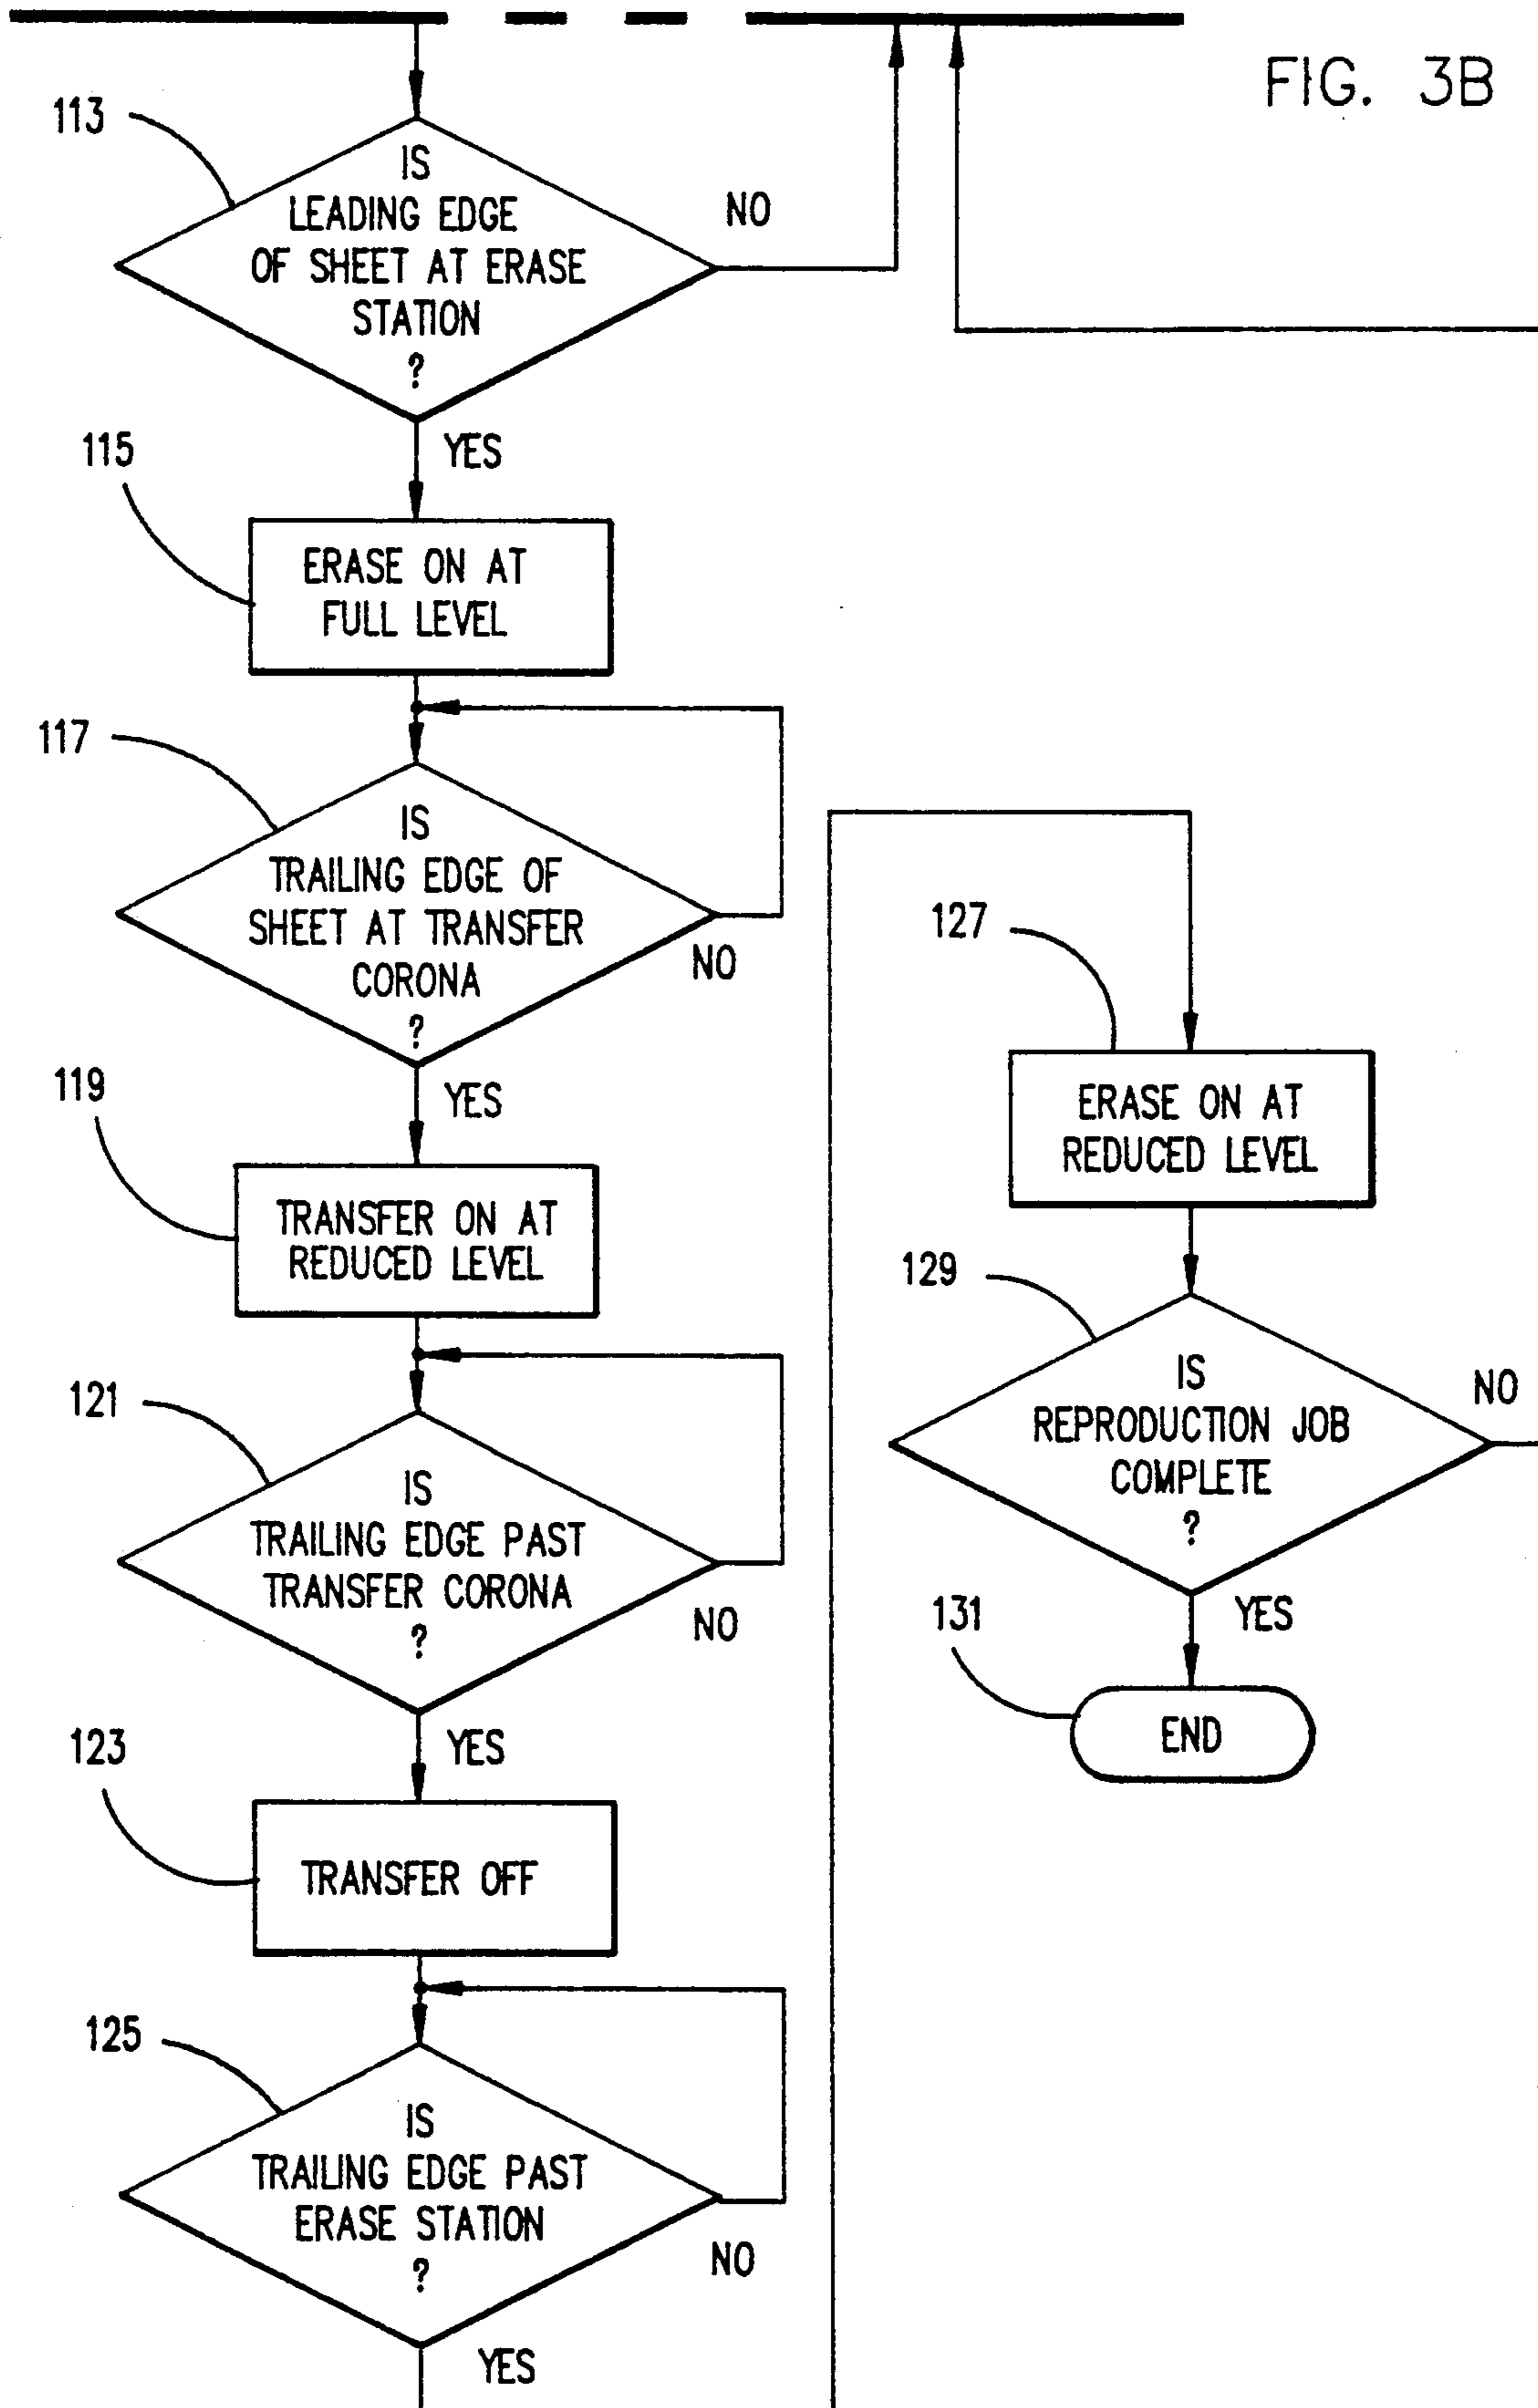 FIG. 3B
113
IS
LEADING EDGE
OF SHEET AT ERASE
STATION
?
NO
YES
115
ERASE ON AT
FULL LEVEL
117
IS
TRAILING EDGE OF
SHEET AT TRANSFER
CORONA
?
NO
YES
119
TRANSFER ON AT
REDUCED LEVEL
121
IS
TRAILING EDGE PAST
TRANSFER CORONA
?
NO
YES
123
TRANSFER OFF
125
IS
TRAILING EDGE PAST
ERASE STATION
?
NO
YES
127
ERASE ON AT
REDUCED LEVEL
129
IS
REPRODUCTION JOB
COMPLETE
?
NO
YES
131
END